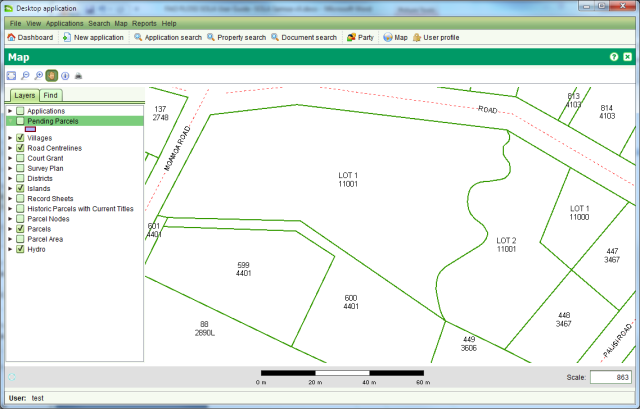 Desktop application
File View Applications Search Map Reports Help
Dashboard New application Application search Property search Document search Party Map User profile
Map
Layers Find
Applications
Pending Parcels
Villages
Road Centrelines
Court Grant
Survey Plan
Districts
Islands
Record Sheets
Historic Parcels with Current Titles
Parcel Nodes
Parcels
Parcel Area
Hydro
137
2748
MOAMOA ROAD
ROAD
813
4103
814
4103
LOT 1
11001
LOT 1
11000
601
4401
LOT 2
11001
447
3467
599
4401
600
4401
88
2890L
448
3467
449
3606
PALISI ROAD
0 m 20 m 40 m 60 m
Scale: 863
User: test